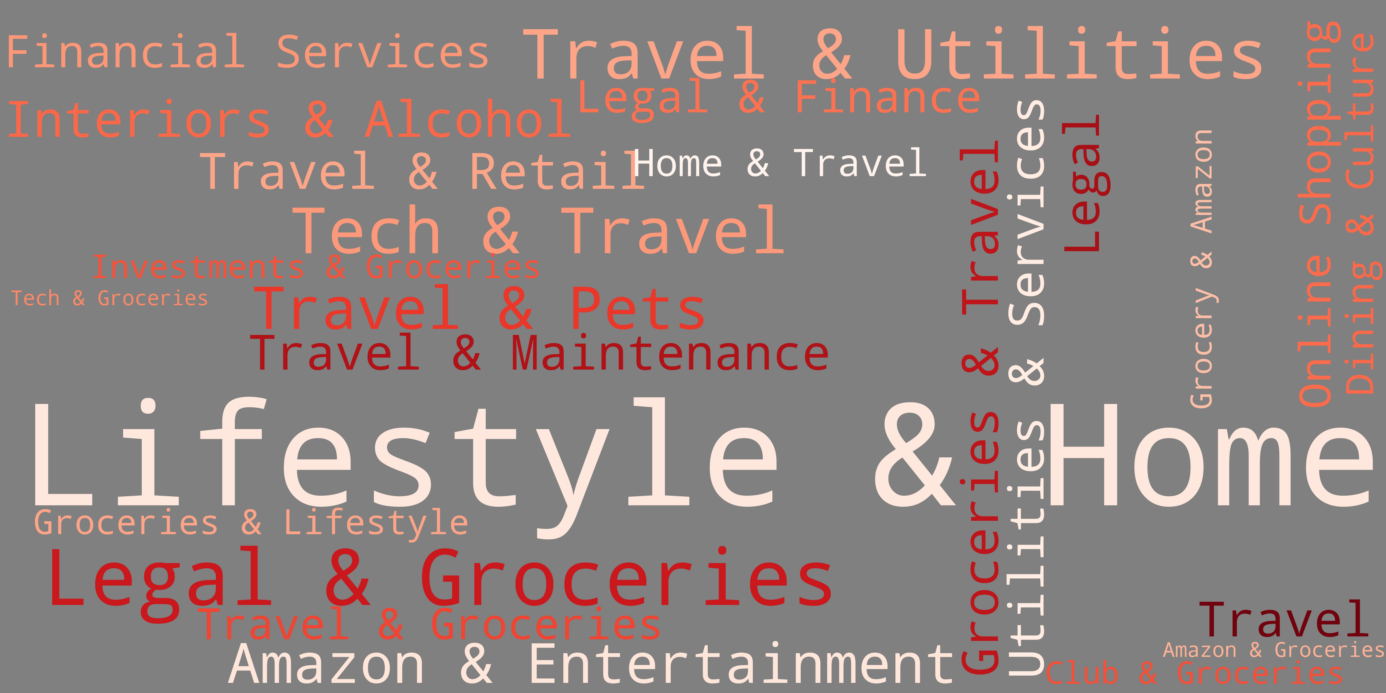 Financial Services
Travel & Utilities
Legal & Finance
Interiors & Alcohol
Travel & Retail
Home & Travel
Tech & Travel
Investments & Groceries
Tech & Groceries
Travel & Pets
Travel & Maintenance
Groceries & Travel
Utilities & Services
Legal
Grocery & Amazon
Online Shopping
Dining & Culture
Lifestyle & Home
Groceries & Lifestyle
Legal & Groceries
Travel & Groceries
Amazon & Entertainment
Travel
Amazon & Groceries
Club & Groceries